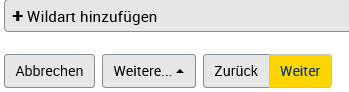 + Wildart hinzufügen
Abbrechen Weitere... Zurück Weiter